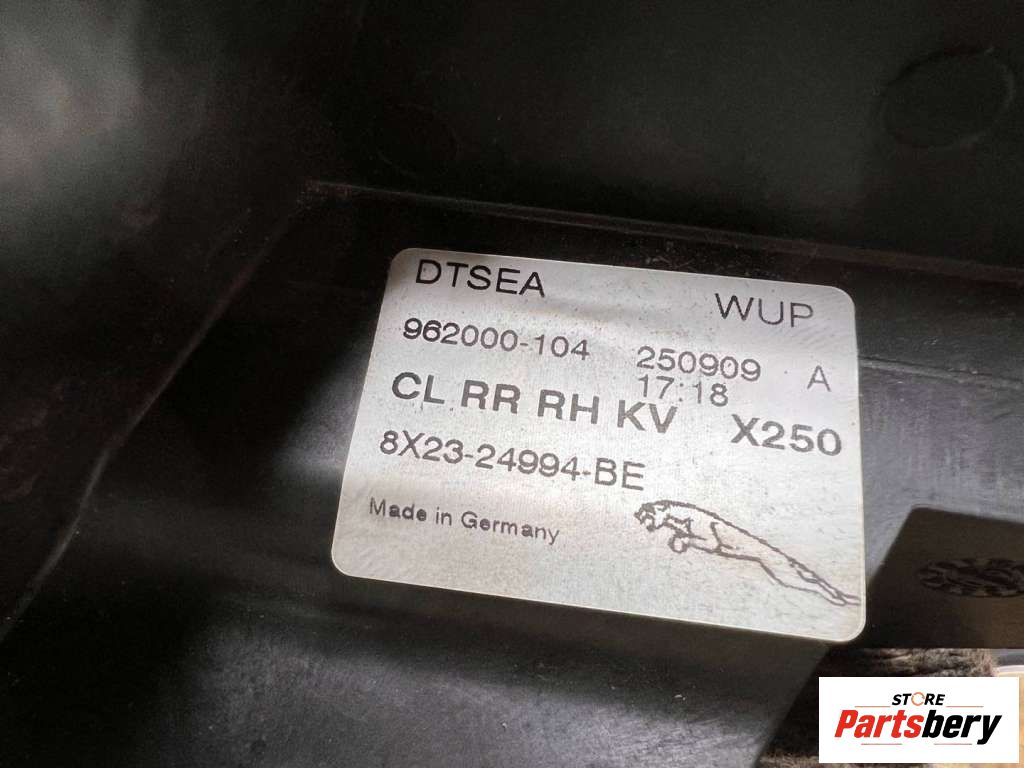 DTSEA WUP
962000-104 250909 A
17:18
CL RR RH KV X250
8X23-24994-BE
Made in Germany
STORE
Partsbery